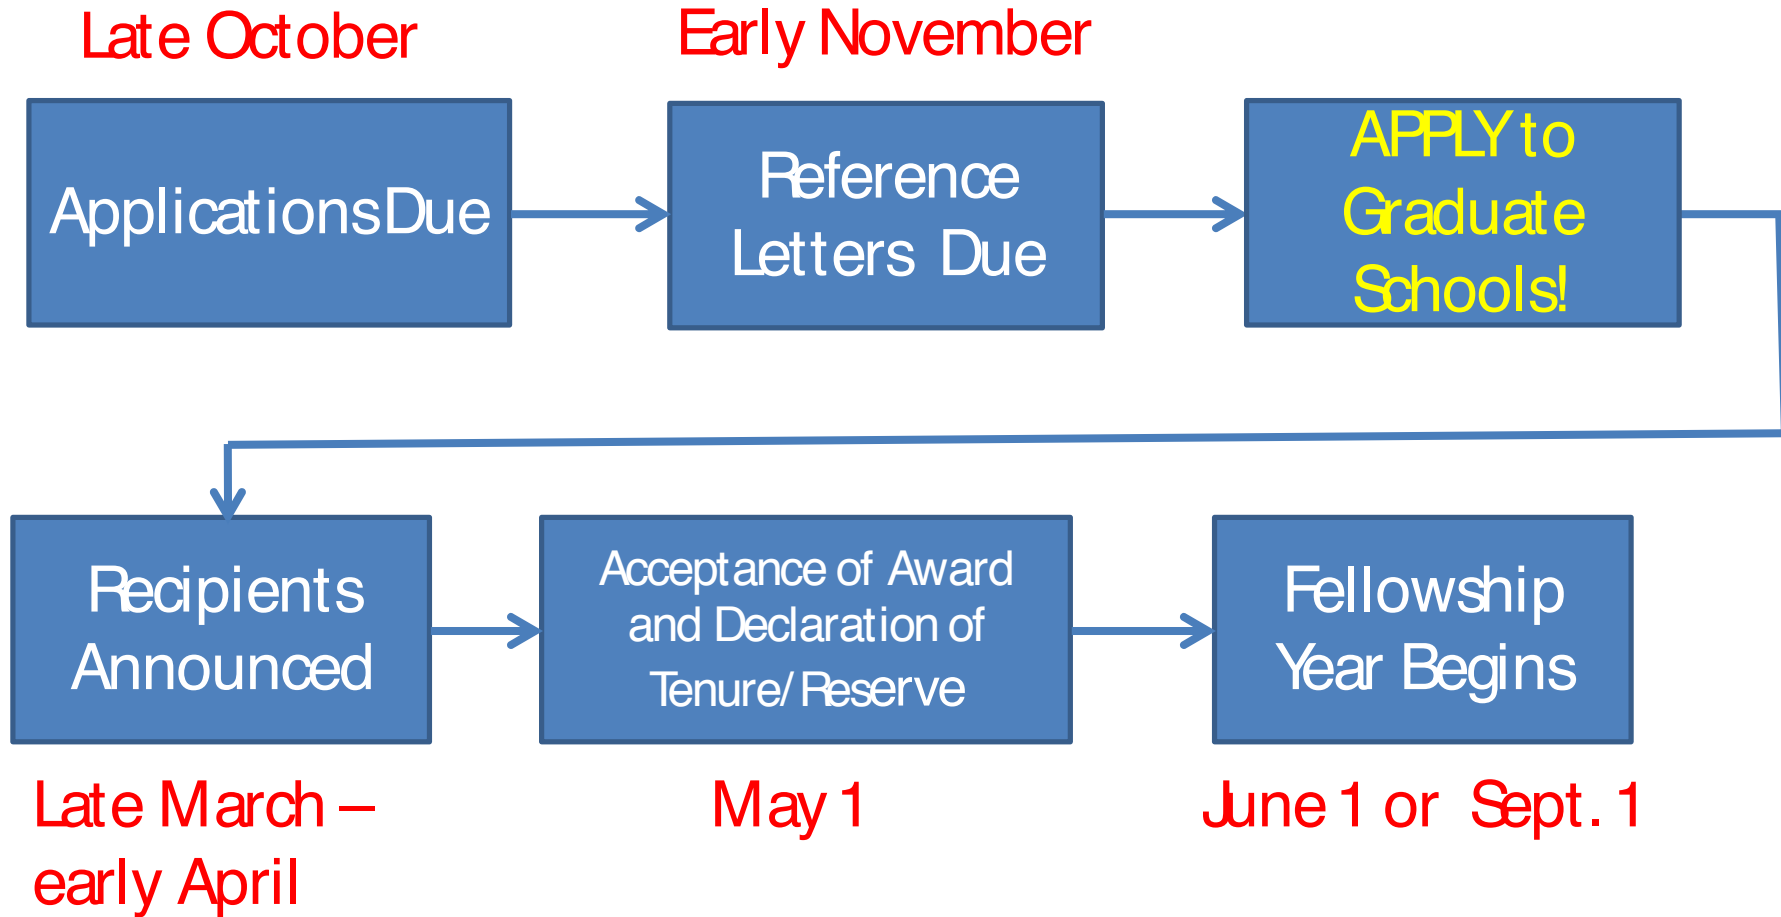 Late October
Early November
Applications Due
Reference
Letters Due
APPLY to
Graduate
Schools!
Recipients
Announced
Acceptance of Award
and Declaration of
Tenure/Reserve
Fellowship
Year Begins
Late March –
early April
May 1
June 1 or Sept. 1